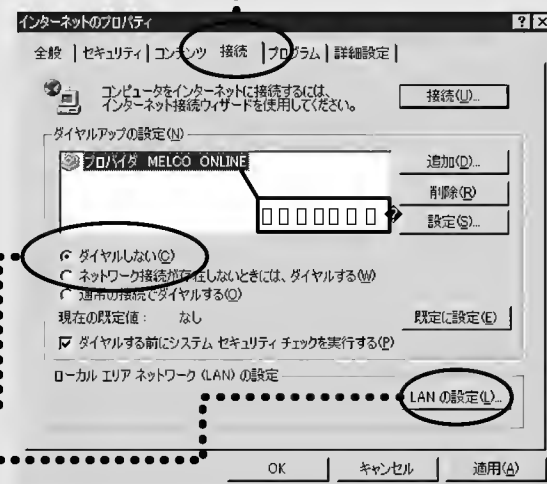 インターネットのプロパティ
全般 セキュリティ コンテンツ 接続 プログラム 詳細設定
コンピュータをインターネットに接続するには、
インターネット接続ウィザードを使用してください。
接続(U)...
ダイヤルアップの設定(N)
プロバイダ MELCO ONLINE
追加(D)...
削除(R)
設定(S)...
ダイヤルしない(C)
ネットワーク接続が存在しないときには、ダイヤルする(W)
通常の接続でダイヤルする(O)
現在の既定値: なし
既定に設定(E)
ダイヤルする前にシステム セキュリティ チェックを実行する(P)
ローカル エリア ネットワーク (LAN) の設定
LAN の設定(L)...
OK キャンセル 適用(A)